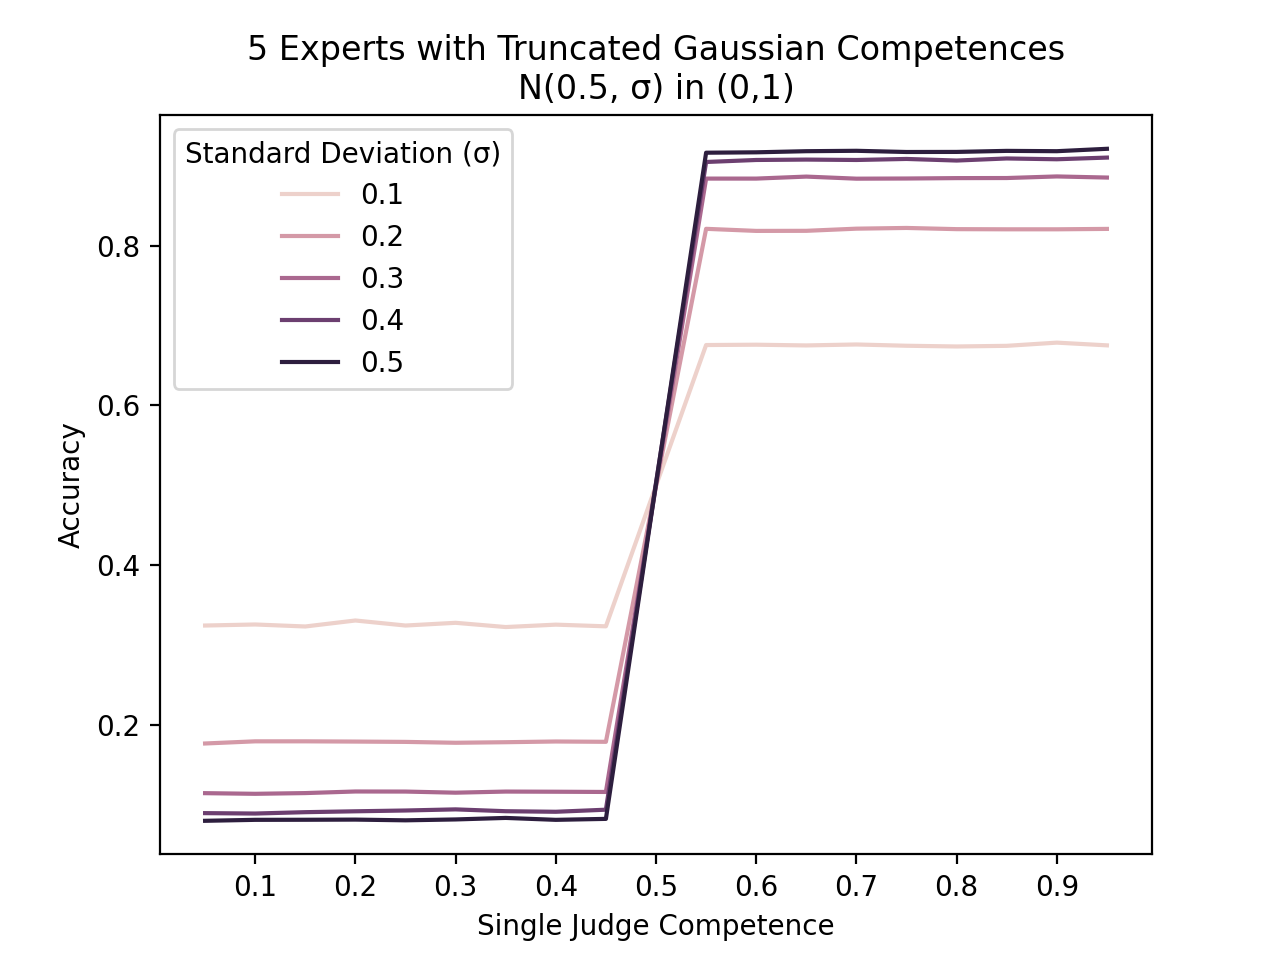 5 Experts with Truncated Gaussian Competences
N(0.5, σ) in (0,1)
Standard Deviation (σ)
0.1
0.2
0.3
0.4
0.5
0.8
0.6
0.4
0.2
Accuracy
0.1 0.2 0.3 0.4 0.5 0.6 0.7 0.8 0.9
Single Judge Competence